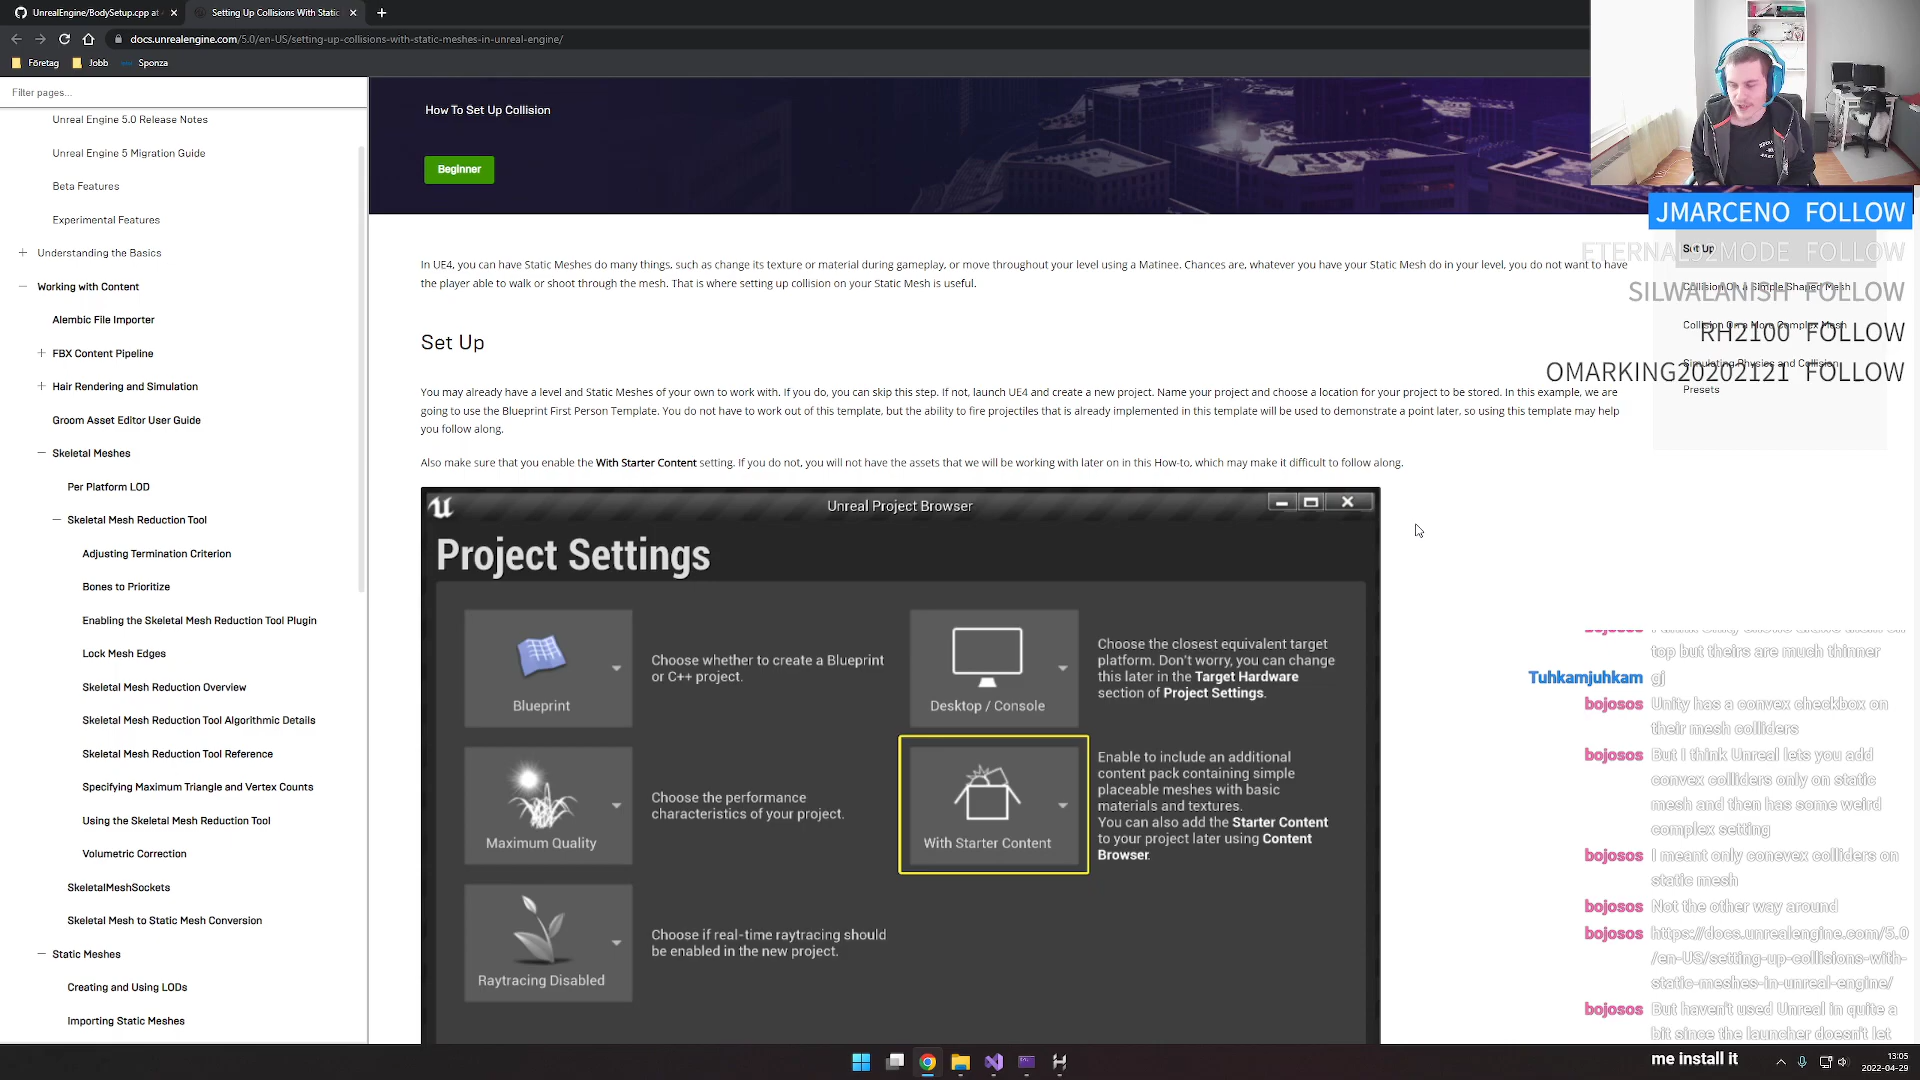 UnrealEngine/BodySetup.cpp at
Setting Up Collisions With Static
docs.unrealengine.com/5.0/en-US/setting-up-collisions-with-static-meshes-in-unreal-engine/
Företag
Jobb
Sponza
Filter pages...
Unreal Engine 5.0 Release Notes
Unreal Engine 5 Migration Guide
Beta Features
Experimental Features
Understanding the Basics
Working with Content
Alembic File Importer
FBX Content Pipeline
Hair Rendering and Simulation
Groom Asset Editor User Guide
Skeletal Meshes
Per Platform LOD
Skeletal Mesh Reduction Tool
Adjusting Termination Criterion
Bones to Prioritize
Enabling the Skeletal Mesh Reduction Tool Plugin
Lock Mesh Edges
Skeletal Mesh Reduction Overview
Skeletal Mesh Reduction Tool Algorithmic Details
Skeletal Mesh Reduction Tool Reference
Specifying Maximum Triangle and Vertex Counts
Using the Skeletal Mesh Reduction Tool
Volumetric Correction
SkeletalMeshSockets
Skeletal Mesh to Static Mesh Conversion
Static Meshes
Creating and Using LODs
Importing Static Meshes
How To Set Up Collision
Beginner
In UE4, you can have Static Meshes do many things, such as change its texture or material during gameplay, or move throughout your level using a Matinee. Chances are, whatever you have your Static Mesh do in your level, you do not want to have
the player able to walk or shoot through the mesh. That is where setting up collision on your Static Mesh is useful.
Set Up
You may already have a level and Static Meshes of your own to work with. If you do, you can skip this step. If not, launch UE4 and create a new project. Name your project and choose a location for your project to be stored. In this example, we are
going to use the Blueprint First Person Template. You do not have to work out of this template, but the ability to fire projectiles that is already implemented in this template will be used to demonstrate a point later, so using this template may help
you follow along.
Also make sure that you enable the With Starter Content setting. If you do not, you will not have the assets that we will be working with later on in this How-to, which may make it difficult to follow along.
Unreal Project Browser
Project Settings
Blueprint
Choose whether to create a Blueprint
or C++ project.
Desktop / Console
Choose the closest equivalent target
platform. Don't worry, you can change
this later in the Target Hardware
section of Project Settings.
Maximum Quality
Choose the performance
characteristics of your project.
With Starter Content
Enable to include an additional
content pack containing simple
placeable meshes with basic
materials and textures.
You can also add the Starter Content
to your project later using Content
Browser.
Raytracing Disabled
Choose if real-time raytracing should
be enabled in the new project.
JMARCENO FOLLOW
Set Up
ETERNAL92MODE FOLLOW
Collision On a Simple Shaped Mesh
SILWALANISH FOLLOW
Collision On a More Complex Mesh
RH2100 FOLLOW
Simulating Physics and Collision
Presets
OMARKING20202121 FOLLOW
bojosos
top but theirs are much thinner
Tuhkamjuhkam gj
bojosos Unity has a convex checkbox on
their mesh colliders
bojosos But I think Unreal lets you add
convex colliders only on static
mesh and then has some weird
complex setting
bojosos I meant only conevex colliders on
static mesh
bojosos Not the other way around
bojosos https://docs.unrealengine.com/5.0
/en-US/setting-up-collisions-with-
static-meshes-in-unreal-engine/
bojosos But haven't used Unreal in quite a
bit since the launcher doesn't let
me install it
13:05
2022-04-29